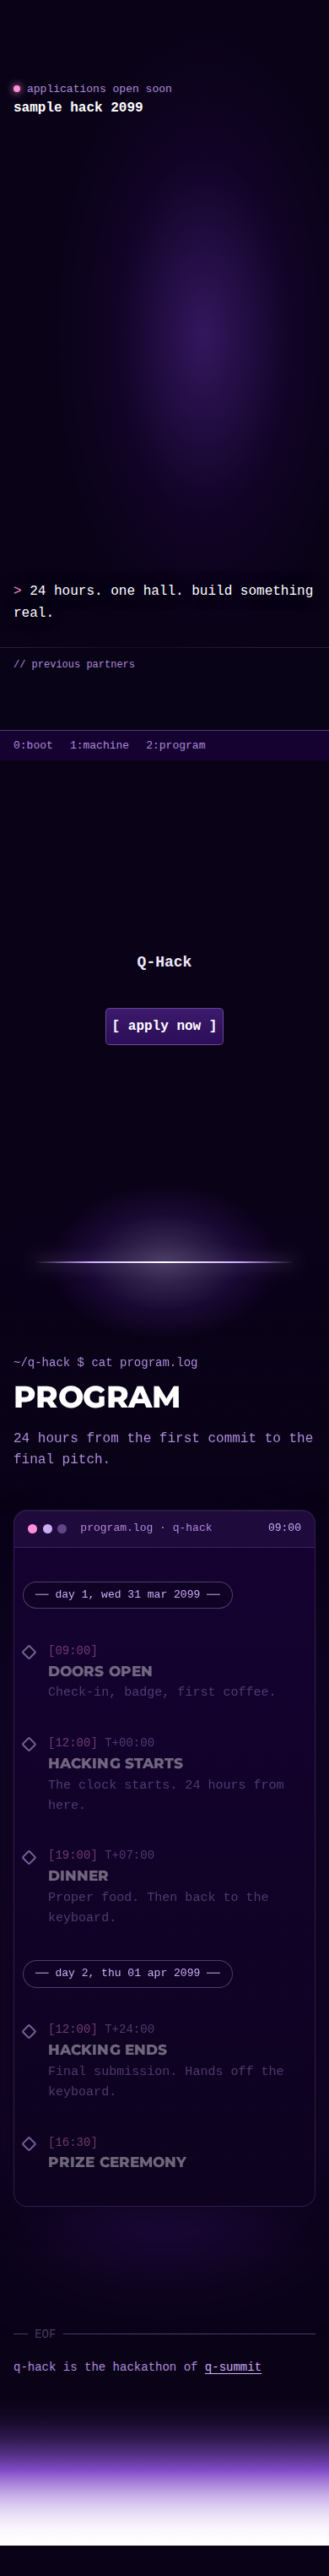 applications open soon
sample hack 2099
> 24 hours. one hall. build something
real.
// previous partners
0:boot 1:machine 2:program
Q-Hack
[ apply now ]
~/q-hack $ cat program.log
PROGRAM
24 hours from the first commit to the
final pitch.
program.log · q-hack 09:00
── day 1, wed 31 mar 2099 ──
[09:00]
DOORS OPEN
Check-in, badge, first coffee.
[12:00] T+00:00
HACKING STARTS
The clock starts. 24 hours from
here.
[19:00] T+07:00
DINNER
Proper food. Then back to the
keyboard.
── day 2, thu 01 apr 2099 ──
[12:00] T+24:00
HACKING ENDS
Final submission. Hands off the
keyboard.
[16:30]
PRIZE CEREMONY
── EOF
q-hack is the hackathon of q-summit